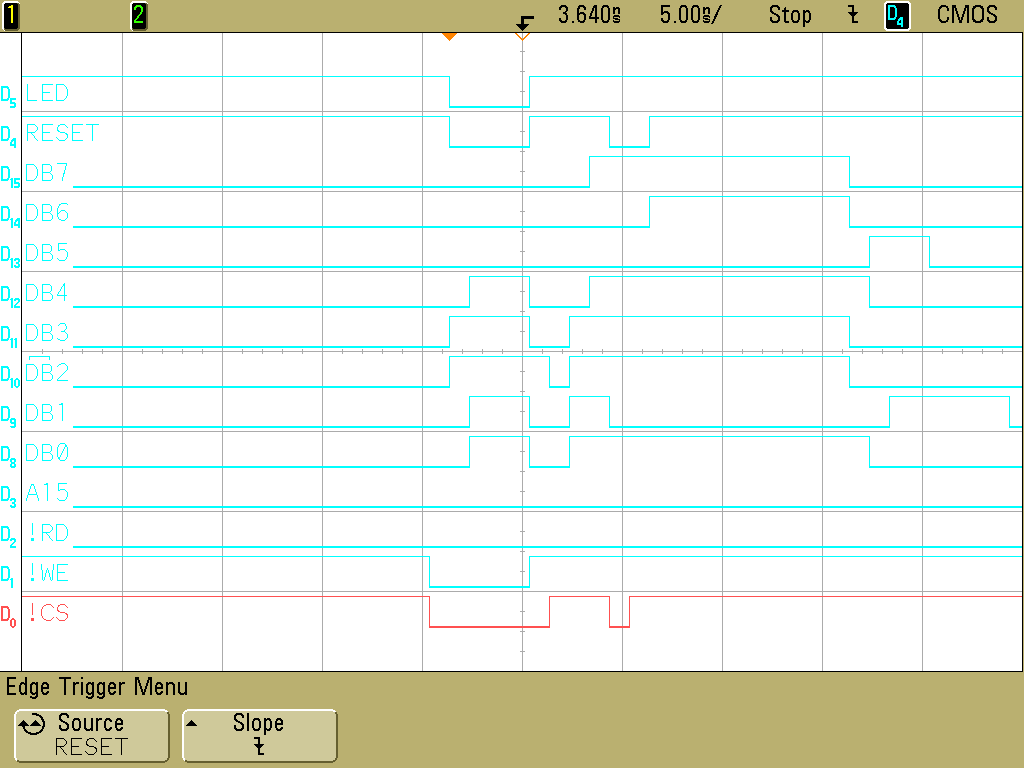 1 2 3.640s 5.00s/ Stop D4 CMOS
D5 LED
D4 RESET
D15 DB7
D14 DB6
D13 DB5
D12 DB4
D11 DB3
D10 DB2
D9 DB1
D8 DB0
D3 A15
D2 !RD
D1 !WE
D0 !CS
Edge Trigger Menu
Source Slope
RESET